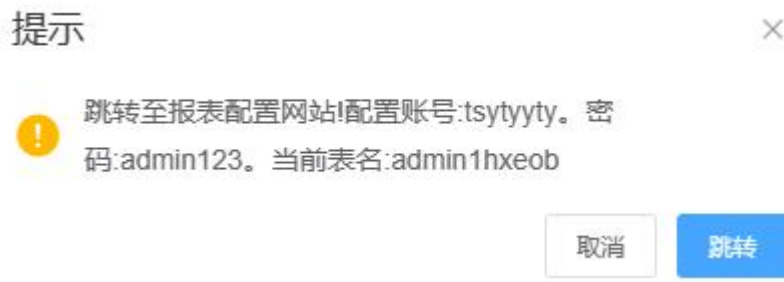 提示
跳转至报表配置网站!配置账号:tsytyyty。密
码:admin123。当前表名:admin1hxeob
取消
跳转